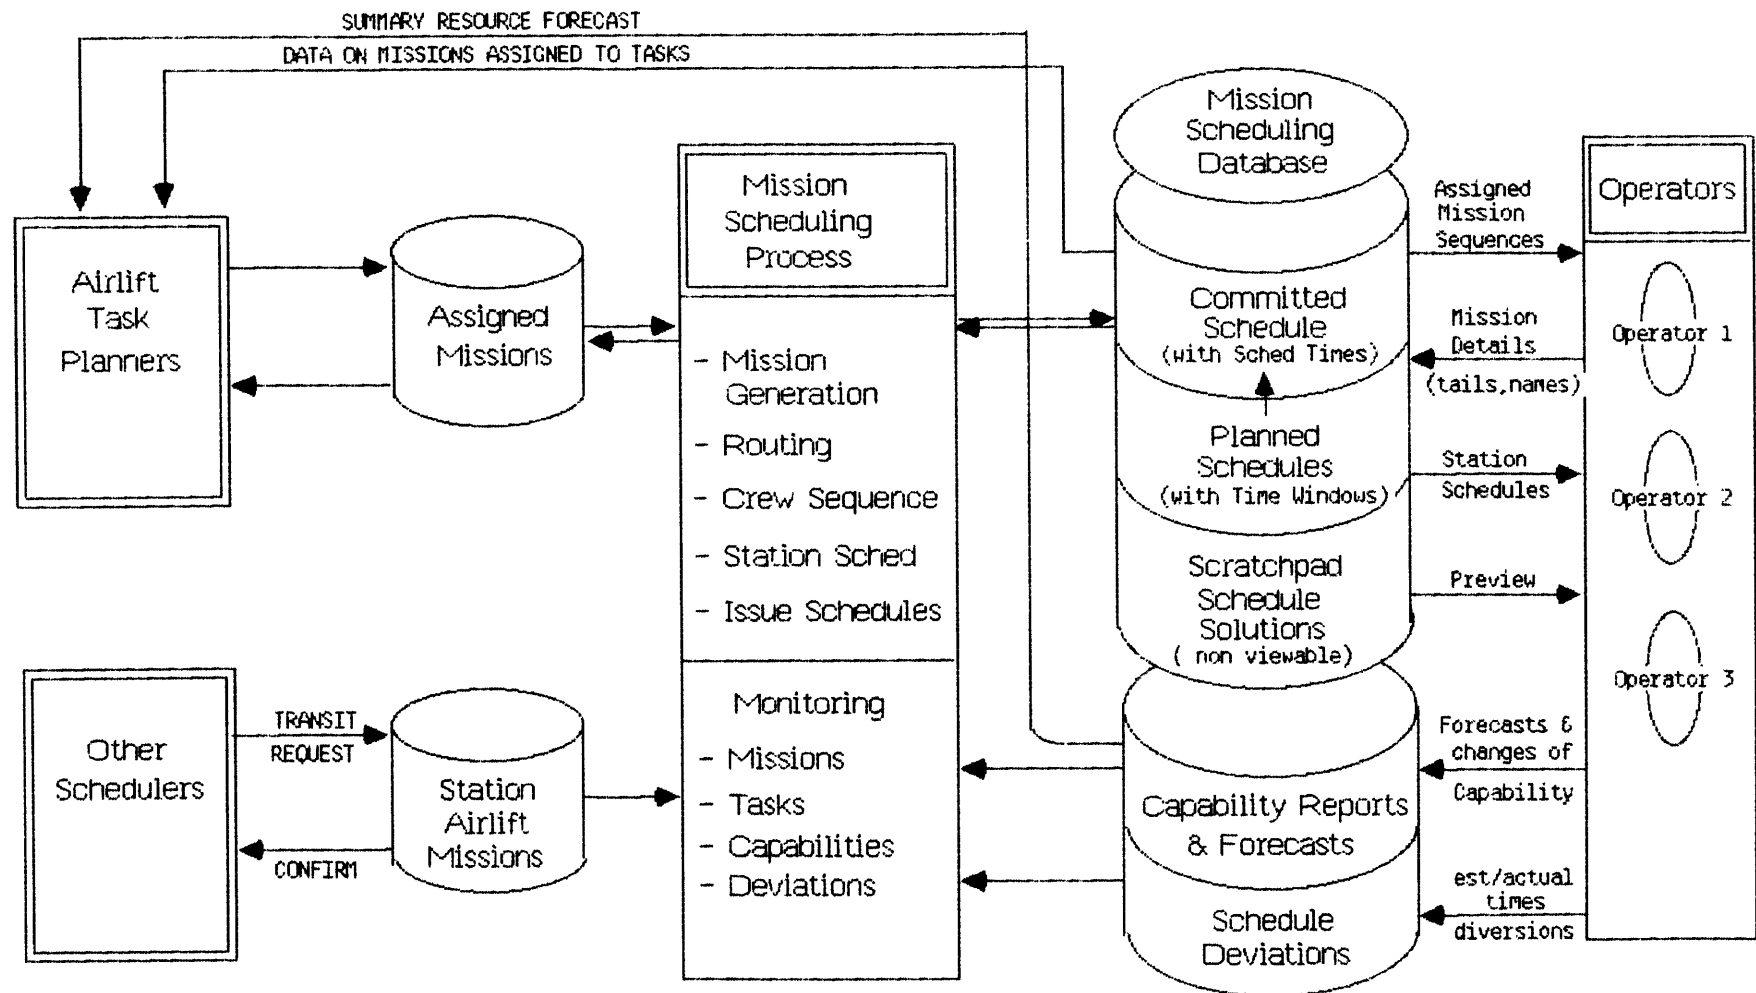 SUMMARY RESOURCE FORECAST
DATA ON MISSIONS ASSIGNED TO TASKS
Airlift
Task
Planners
Assigned
Missions
Other
Schedulers
TRANSIT
REQUEST
CONFIRM
Station
Airlift
Missions
Mission
Scheduling
Process
- Mission
Generation
- Routing
- Crew Sequence
- Station Sched
- Issue Schedules
Monitoring
- Missions
- Tasks
- Capabilities
- Deviations
Mission
Scheduling
Database
Committed
Schedule
(with Sched Times)
Planned
Schedules
(with Time Windows)
Scratchpad
Schedule
Solutions
( non viewable)
Capability Reports
& Forecasts
Schedule
Deviations
Assigned
Mission
Sequences
Mission
Details
(tails,names)
Station
Schedules
Preview
Forecasts &
changes of
Capability
est/actual
times
diversions
Operators
Operator 1
Operator 2
Operator 3